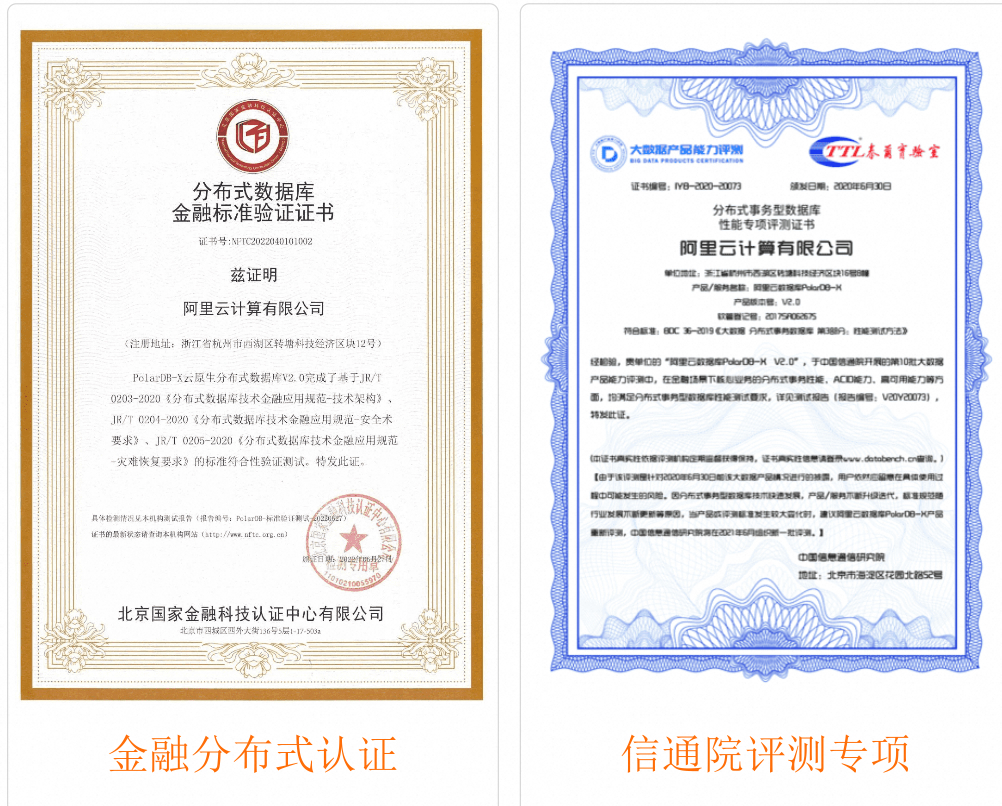 分布式数据库
金融标准验证证书
证书号:NFTC2022040101002
兹证明
阿里云计算有限公司
(注册地址: 浙江省杭州市西湖区转塘科技经济区块12号)
PolarDB-X云原生分布式数据库V2.0完成了基于JR/T
0203-2020《分布式数据库技术金融应用规范-技术架构》、
JR/T 0204-2020《分布式数据库技术金融应用规范-安全术
要求》、JR/T 0205-2020《分布式数据库技术金融应用规范
-灾难恢复要求》的标准符合性验证测试。特发此证。
具体检测情况见本机构测试报告 (报告编号: PolarDB-标准验证测试-20220627)
证书的最新状态请查询本机构网站 (http://www.nftc.org.cn)
北京国家金融科技认证中心有限公司
北京市西城区西外大街136号5层1-17-503a
金融分布式认证
大数据产品能力评测
BIG DATA PRODUCTS CERTIFICATION
TTL泰尔实验室
证书编号: IYB-2020-20073 颁发日期: 2020年6月30日
分布式事务型数据库
性能专项评测证书
阿里云计算有限公司
单位地址: 浙江省杭州市西湖区转塘科技经济区块16号8幢
产品/服务名称: 阿里云数据库PolarDB-X
产品版本号: V2.0
软著登记号: 2017SR062675
符合标准: BDC 36-2019《大数据 分布式事务数据库 第3部分: 性能测试方法》
经检验, 贵单位的“阿里云数据库PolarDB-X V2.0”, 于中国信通院开展的第10批大数据
产品能力评测中, 在金融场景下核心业务的分布式事务性能、ACID能力、高可用能力等方
面, 均满足分布式事务型数据库性能测试要求, 详见测试报告 (报告编号: V20Y20073) ,
特发此证。
(本证书真实性依据评测机构定期监督获得保持, 证书真实性信息请登录www.databench.cn查询。)
【由于该评测是针对2020年6月30日前该大数据产品情况进行的换证, 用户依然应留意在具体使用过
程中可能发生的风险。因分布式事务型数据库技术快速发展, 产品/服务不断升级迭代, 标准规范随
行业发展不断更新等原因, 当产品或评测标准发生较大变化时, 建议阿里云数据库PolarDB-X产品
重新评测, 中国信息通信研究院将在2021年6月组织新一批评测。】
中国信息通信研究院
地址: 北京市海淀区花园北路52号
信通院评测专项